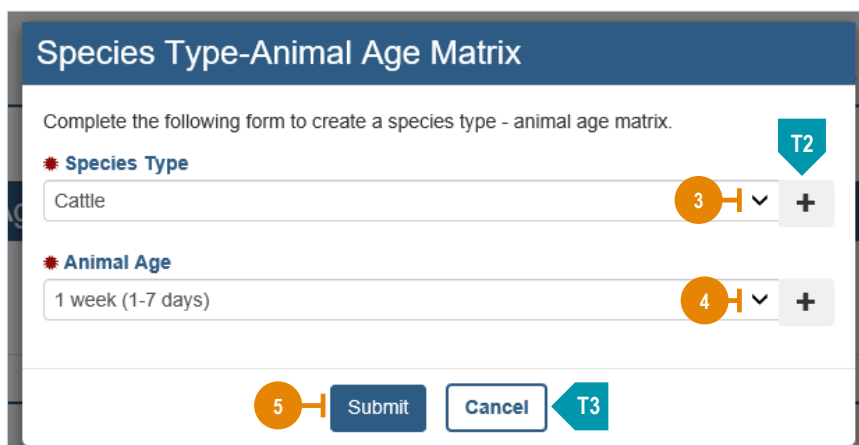 Species Type-Animal Age Matrix
Complete the following form to create a species type - animal age matrix.
T2
✹ Species Type
Cattle
3
+
✹ Animal Age
1 week (1-7 days)
4
+
5
Submit
Cancel
T3